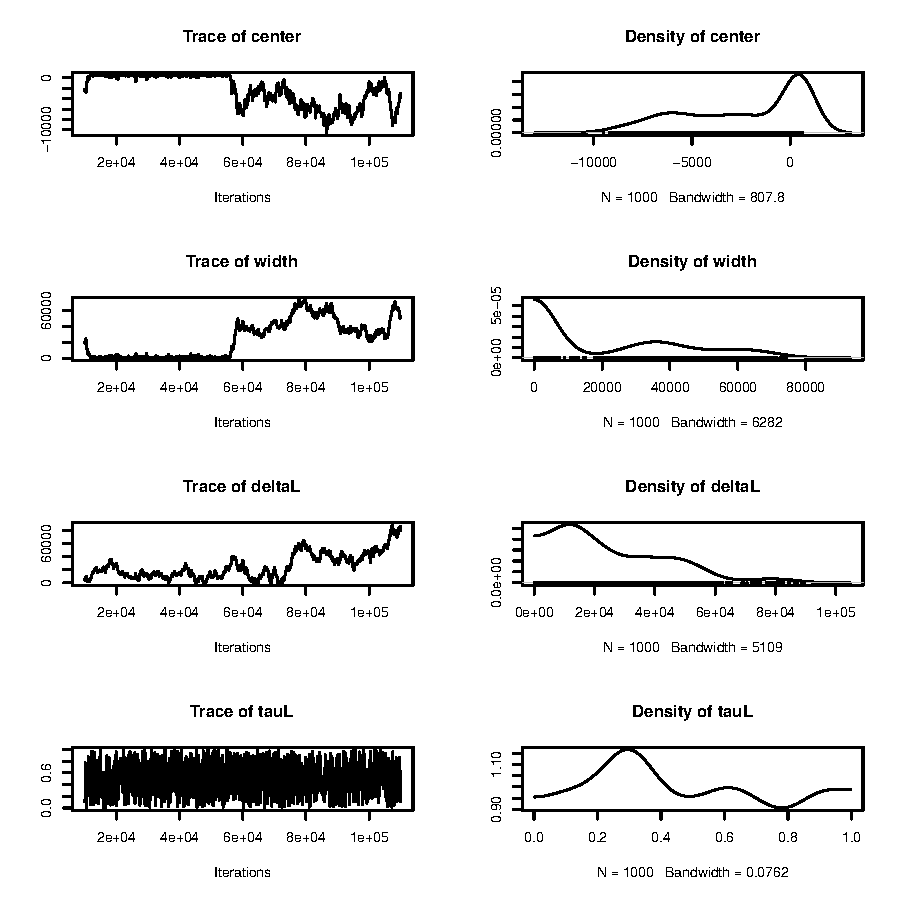 Trace of center
Density of center
0
−10000
2e+04 4e+04 6e+04 8e+04 1e+05
Iterations
0.00000
−10000 −5000 0
N = 1000 Bandwidth = 807.8
Trace of width
Density of width
60000
0
2e+04 4e+04 6e+04 8e+04 1e+05
Iterations
5e−05
0e+00
0 20000 40000 60000 80000
N = 1000 Bandwidth = 6282
Trace of deltaL
Density of deltaL
60000
0
2e+04 4e+04 6e+04 8e+04 1e+05
Iterations
0.0e+00
0e+00 2e+04 4e+04 6e+04 8e+04 1e+05
N = 1000 Bandwidth = 5109
Trace of tauL
Density of tauL
0.6
0.0
2e+04 4e+04 6e+04 8e+04 1e+05
Iterations
1.10
0.90
0.0 0.2 0.4 0.6 0.8 1.0
N = 1000 Bandwidth = 0.0762